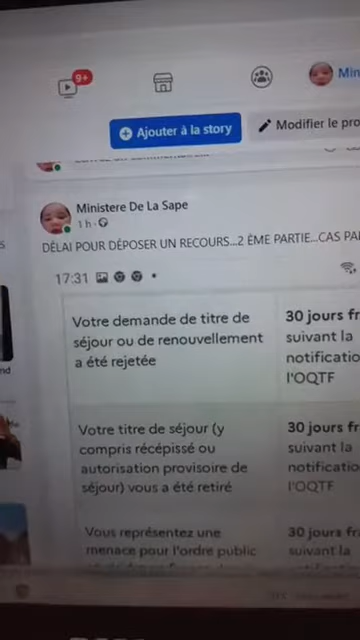 9+
Min
Ajouter à la story
Modifier le pro
Ministere De La Sape
1 h
DÉLAI POUR DÉPOSER UN RECOURS...2 ÈME PARTIE...CAS PA
17:31
Votre demande de titre de
séjour ou de renouvellement
a été rejetée
30 jours fr
suivant la
notificatio
l'OQTF
Votre titre de séjour (y
compris récépissé ou
autorisation provisoire de
séjour) vous a été retiré
30 jours fr
suivant la
notificatio
l'OQTF
Vous représentez une
menace pour l'ordre public
30 jours fr
suivant la